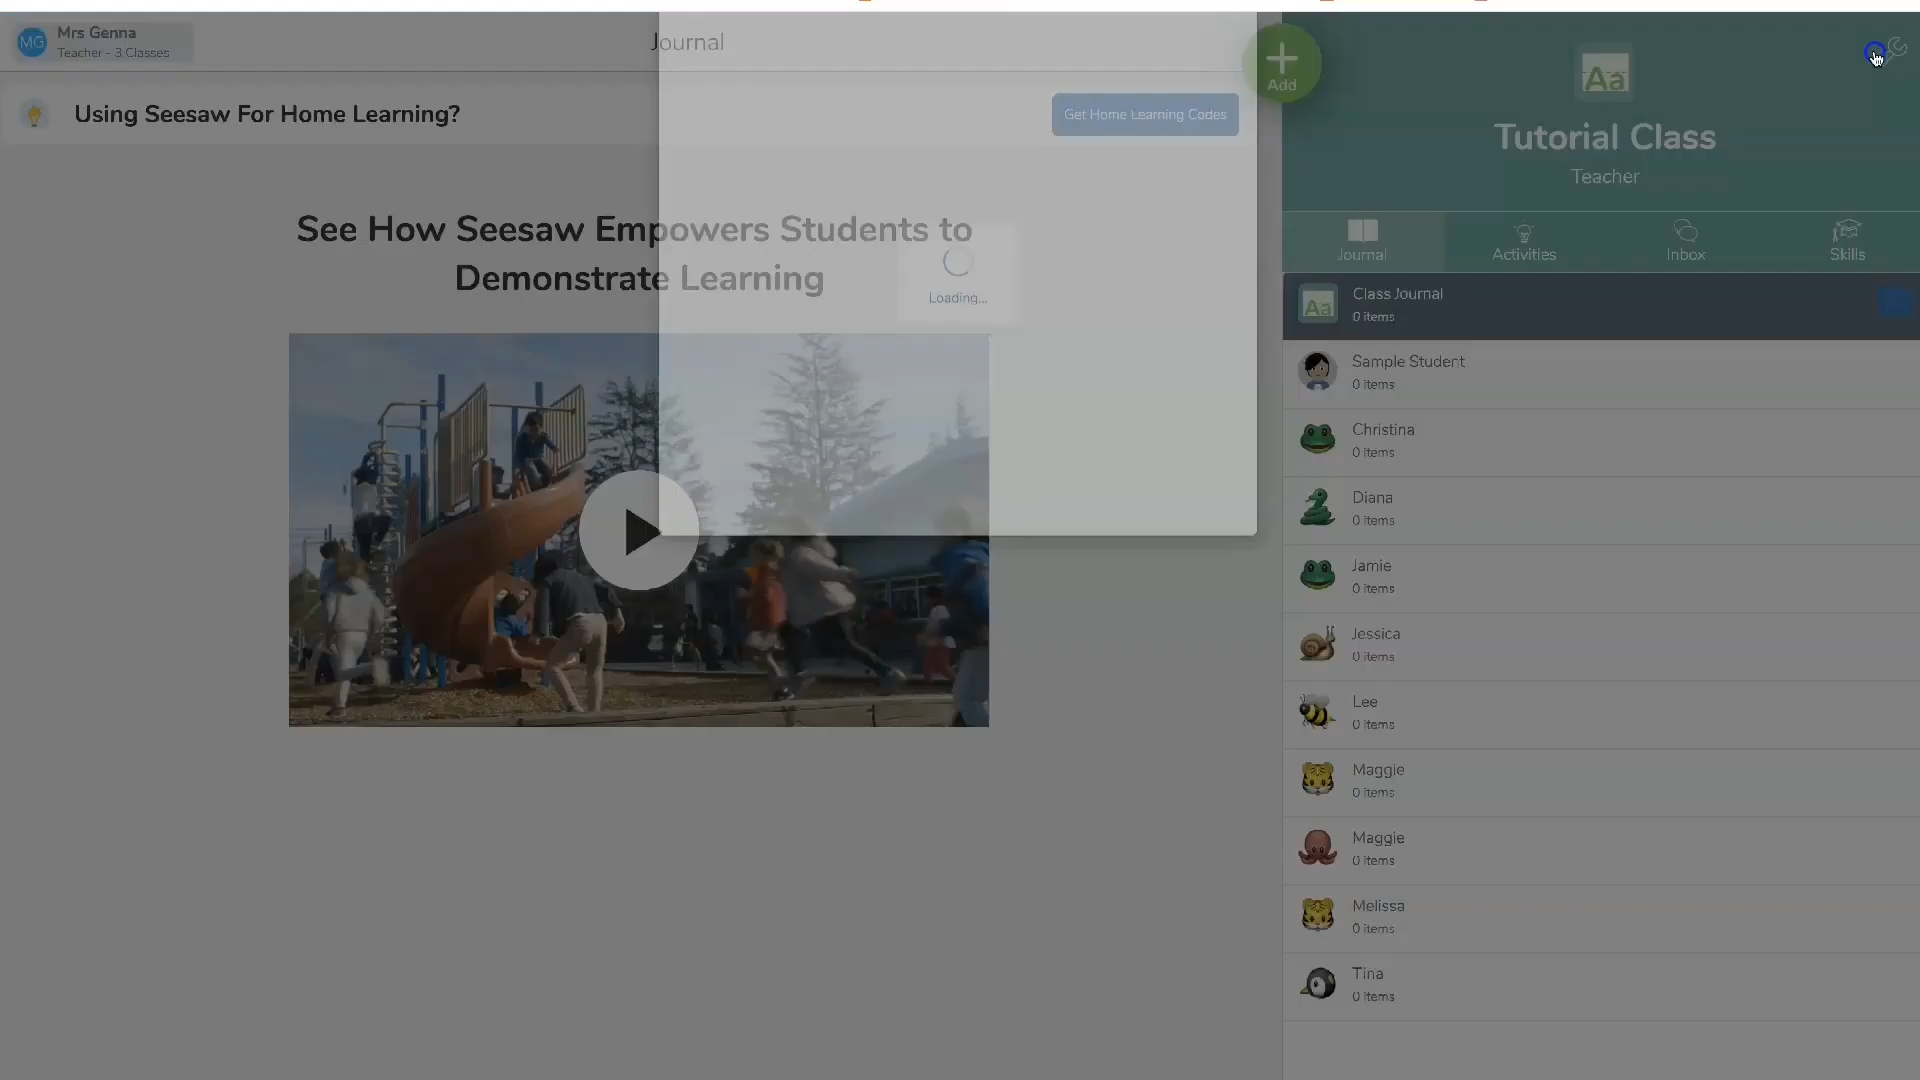 MG
Mrs Genna
Teacher - 3 Classes
Journal
Add
Using Seesaw For Home Learning?
Get Home Learning Codes
See How Seesaw Empowers Students to
Demonstrate Learning
Loading...
Aa
Tutorial Class
Teacher
Journal
Activities
Inbox
Skills
Aa
Class Journal
0 items
Sample Student
0 items
Christina
0 items
Diana
0 items
Jamie
0 items
Jessica
0 items
Lee
0 items
Maggie
0 items
Maggie
0 items
Melissa
0 items
Tina
0 items